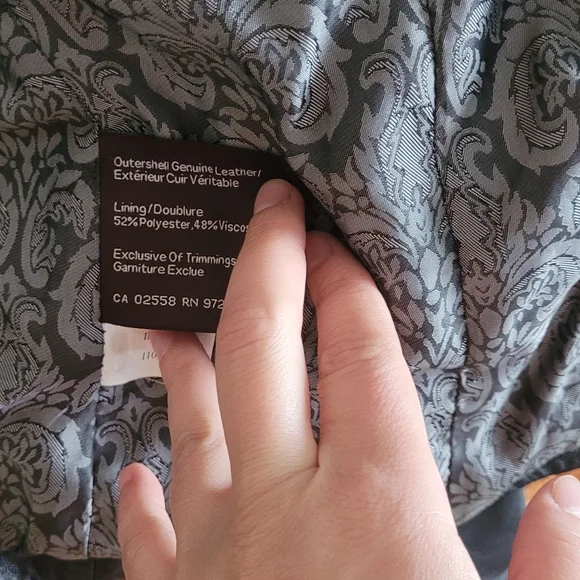 Outershell Genuine Leather/
Extérieur Cuir Véritable
Lining/Doublure
52% Polyester, 48% Viscos
Exclusive Of Trimmings
Garniture Exclue
CA 02558 RN 972